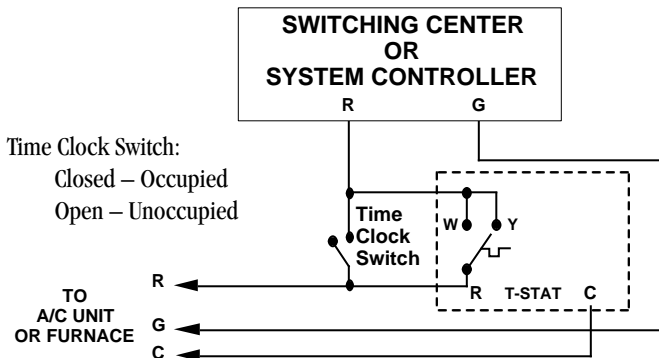 SWITCHING CENTER
OR
SYSTEM CONTROLLER
R G
Time Clock Switch:
Closed – Occupied
Open – Unoccupied
Time
Clock
Switch
W Y
R T-STAT C
TO
A/C UNIT
OR FURNACE
R
G
C